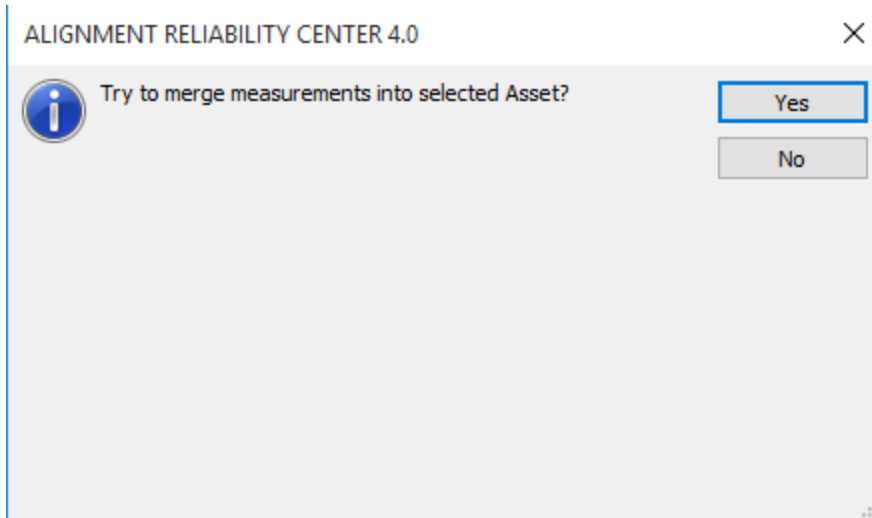 ALIGNMENT RELIABILITY CENTER 4.0
Try to merge measurements into selected Asset?
Yes
No